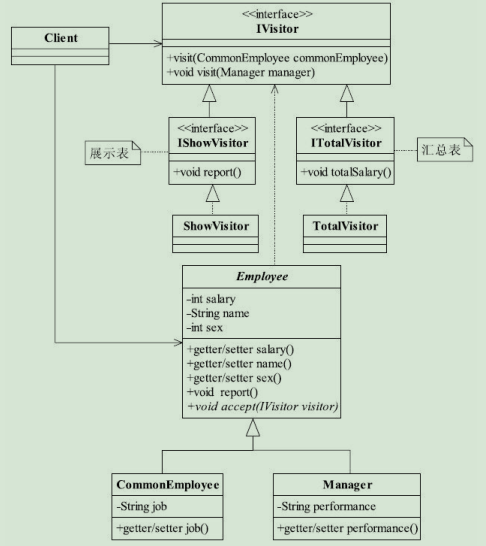 <<interface>>
IVisitor
+visit(CommonEmployee commonEmployee)
+void visit(Manager manager)
Client
<<interface>>
IShowVisitor
+void report()
展示表
<<interface>>
ITotalVisitor
+void totalSalary()
汇总表
ShowVisitor
TotalVisitor
Employee
-int salary
-String name
-int sex
+getter/setter salary()
+getter/setter name()
+getter/setter sex()
+void report()
+void accept(IVisitor visitor)
CommonEmployee
-String job
+getter/setter job()
Manager
-String performance
+getter/setter performance()